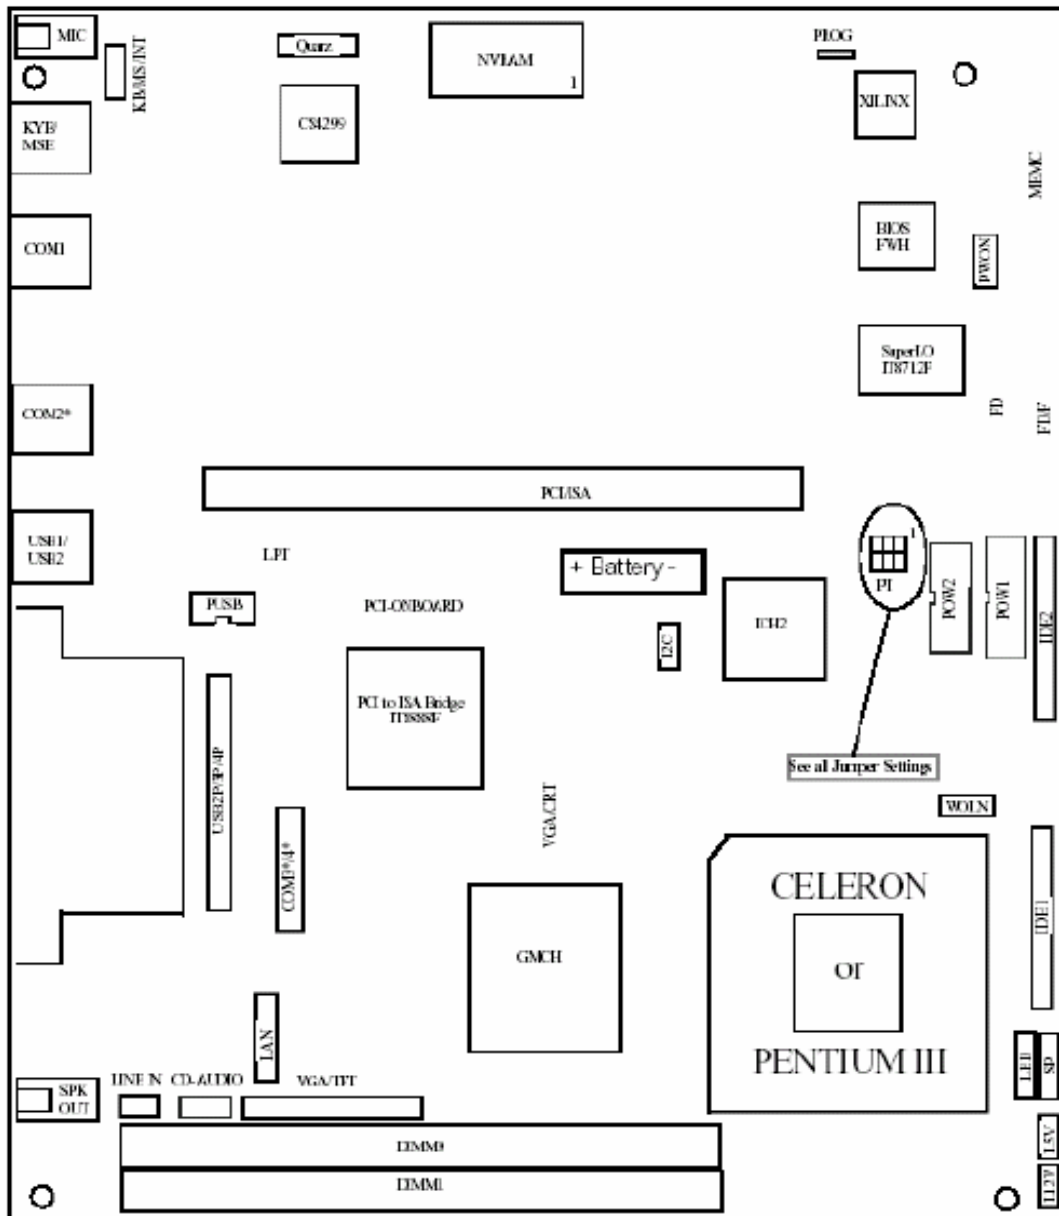 MIC
KB/MS/INT
Quarz
NVRAM
1
PROG
XILINX
CS4299
KYB/
MSE
MEMC
COM1
BIOS
FWH
PWON
SuperI/O
IT8712F
COM2*
FD
FD/F
PCI/ISA
USB1/
USB2
LPT
+ Battery -
1
P1
POW2
POW1
IDE2
PUSB
PCI-ONBOARD
I2C
ICH2
PCI to ISA Bridge
IT8888F
See all Jumper Settings
USB2P/3P/4P
VGA/CRT
WOLN
COM3*/4*
CELERON
or
PENTIUM III
IDE1
GMCH
LAN
LED
SP
SPK
OUT
LINE IN
CD-AUDIO
VGA/TFT
DIMM0
DIMM1